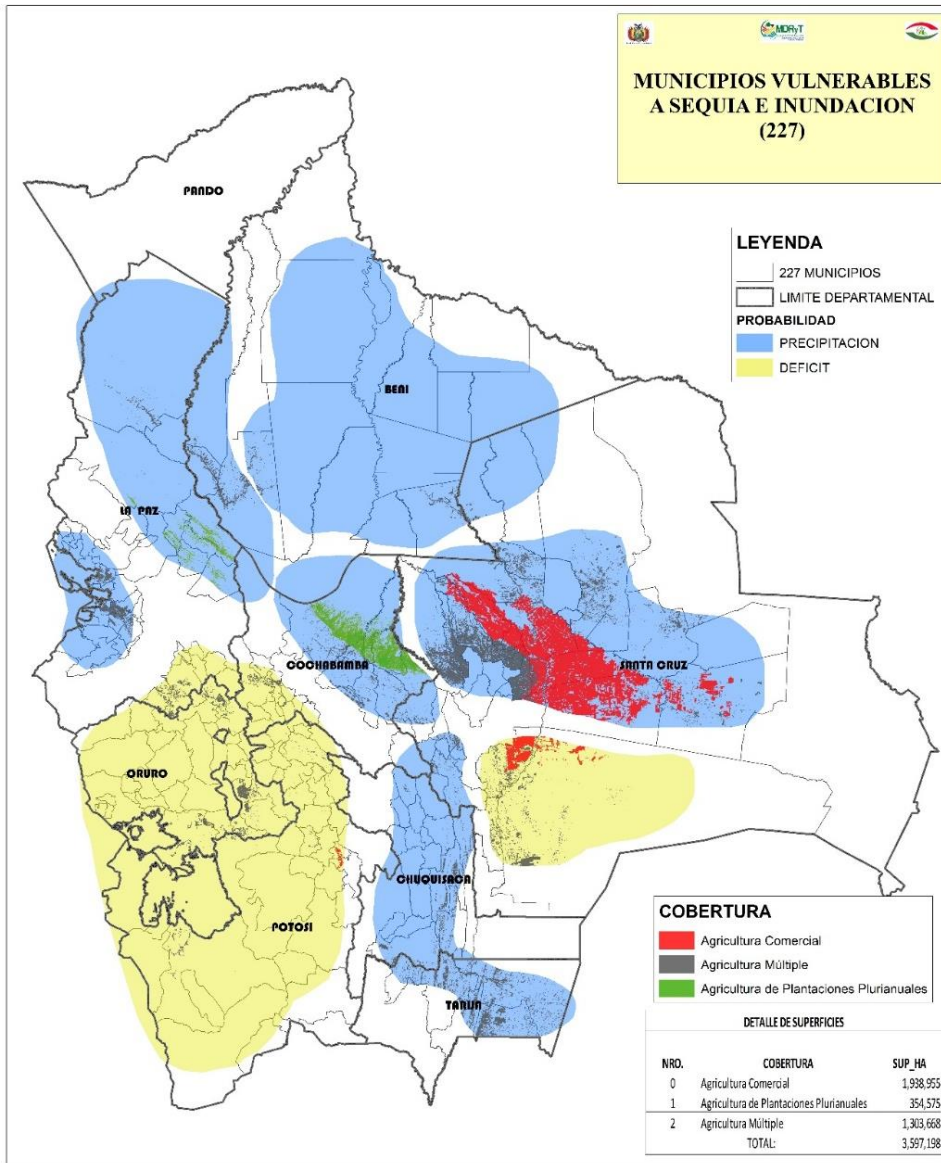 MDRyT
MUNICIPIOS VULNERABLES
A SEQUIA E INUNDACION
(227)
PANDO
LEYENDA
227 MUNICIPIOS
LIMITE DEPARTAMENTAL
PROBABILIDAD
PRECIPITACION
DEFICIT
BENI
LA PAZ
COCHABAMBA
SANTA CRUZ
ORURO
CHUQUISACA
POTOSI
TARIJA
COBERTURA
Agricultura Comercial
Agricultura Múltiple
Agricultura de Plantaciones Plurianuales
DETALLE DE SUPERFICIES
NRO. COBERTURA SUP_HA
0 Agricultura Comercial 1,938,955
1 Agricultura de Plantaciones Plurianuales 354,575
2 Agricultura Múltiple 1,303,668
TOTAL: 3,597,198